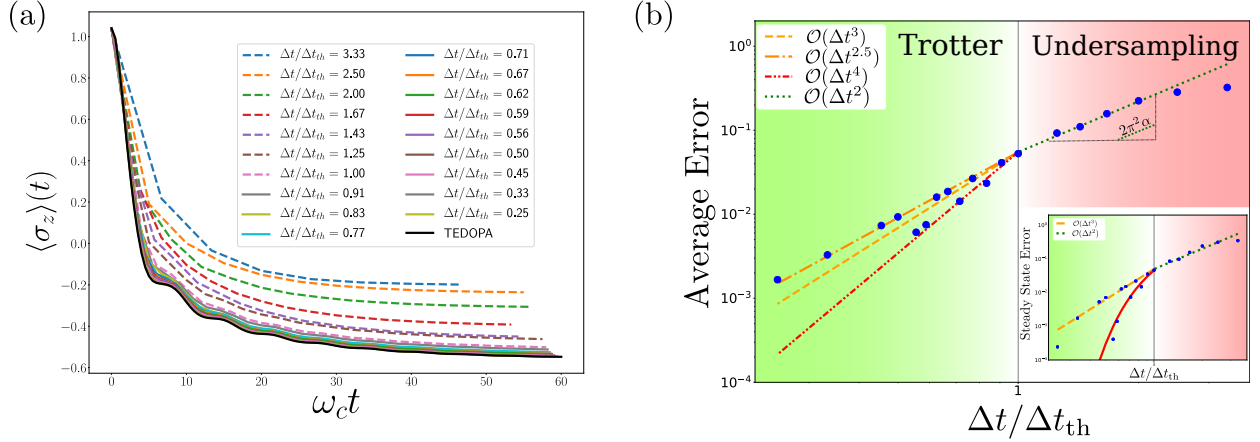 (a)
1.0
0.8
0.6
0.4
0.2
0.0
−0.2
−0.4
−0.6
⟨σz⟩(t)
0
10
20
30
40
50
60
ωct
Δt/Δtth = 3.33
Δt/Δtth = 2.50
Δt/Δtth = 2.00
Δt/Δtth = 1.67
Δt/Δtth = 1.43
Δt/Δtth = 1.25
Δt/Δtth = 1.00
Δt/Δtth = 0.91
Δt/Δtth = 0.83
Δt/Δtth = 0.77
Δt/Δtth = 0.71
Δt/Δtth = 0.67
Δt/Δtth = 0.62
Δt/Δtth = 0.59
Δt/Δtth = 0.56
Δt/Δtth = 0.50
Δt/Δtth = 0.45
Δt/Δtth = 0.33
Δt/Δtth = 0.25
TEDOPA
(b)
O(Δt³)
O(Δt²·⁵)
O(Δt⁴)
O(Δt²)
Trotter
Undersampling
10⁰
10⁻¹
10⁻²
10⁻³
10⁻⁴
Average Error
2π²α
1
Δt/Δtth
O(Δt³)
O(Δt²)
Steady State Error
Δt/Δtth